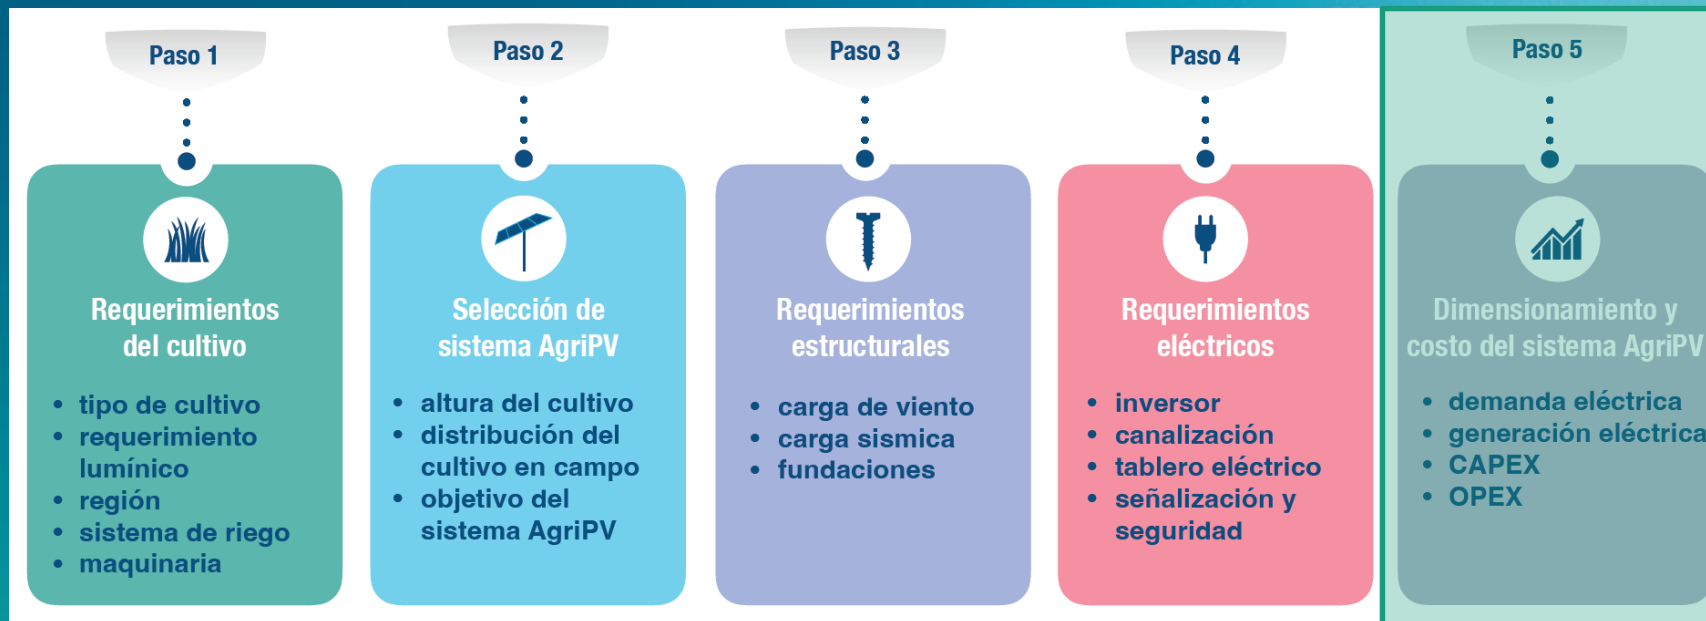 Paso 1
Requerimientos
del cultivo
• tipo de cultivo
• requerimiento
lumínico
• región
• sistema de riego
• maquinaria
Paso 2
Selección de
sistema AgriPV
• altura del cultivo
• distribución del
cultivo en campo
• objetivo del
sistema AgriPV
Paso 3
Requerimientos
estructurales
• carga de viento
• carga sismica
• fundaciones
Paso 4
Requerimientos
eléctricos
• inversor
• canalización
• tablero eléctrico
• señalización y
seguridad
Paso 5
Dimensionamiento y
costo del sistema AgriPV
• demanda eléctrica
• generación eléctrica
• CAPEX
• OPEX